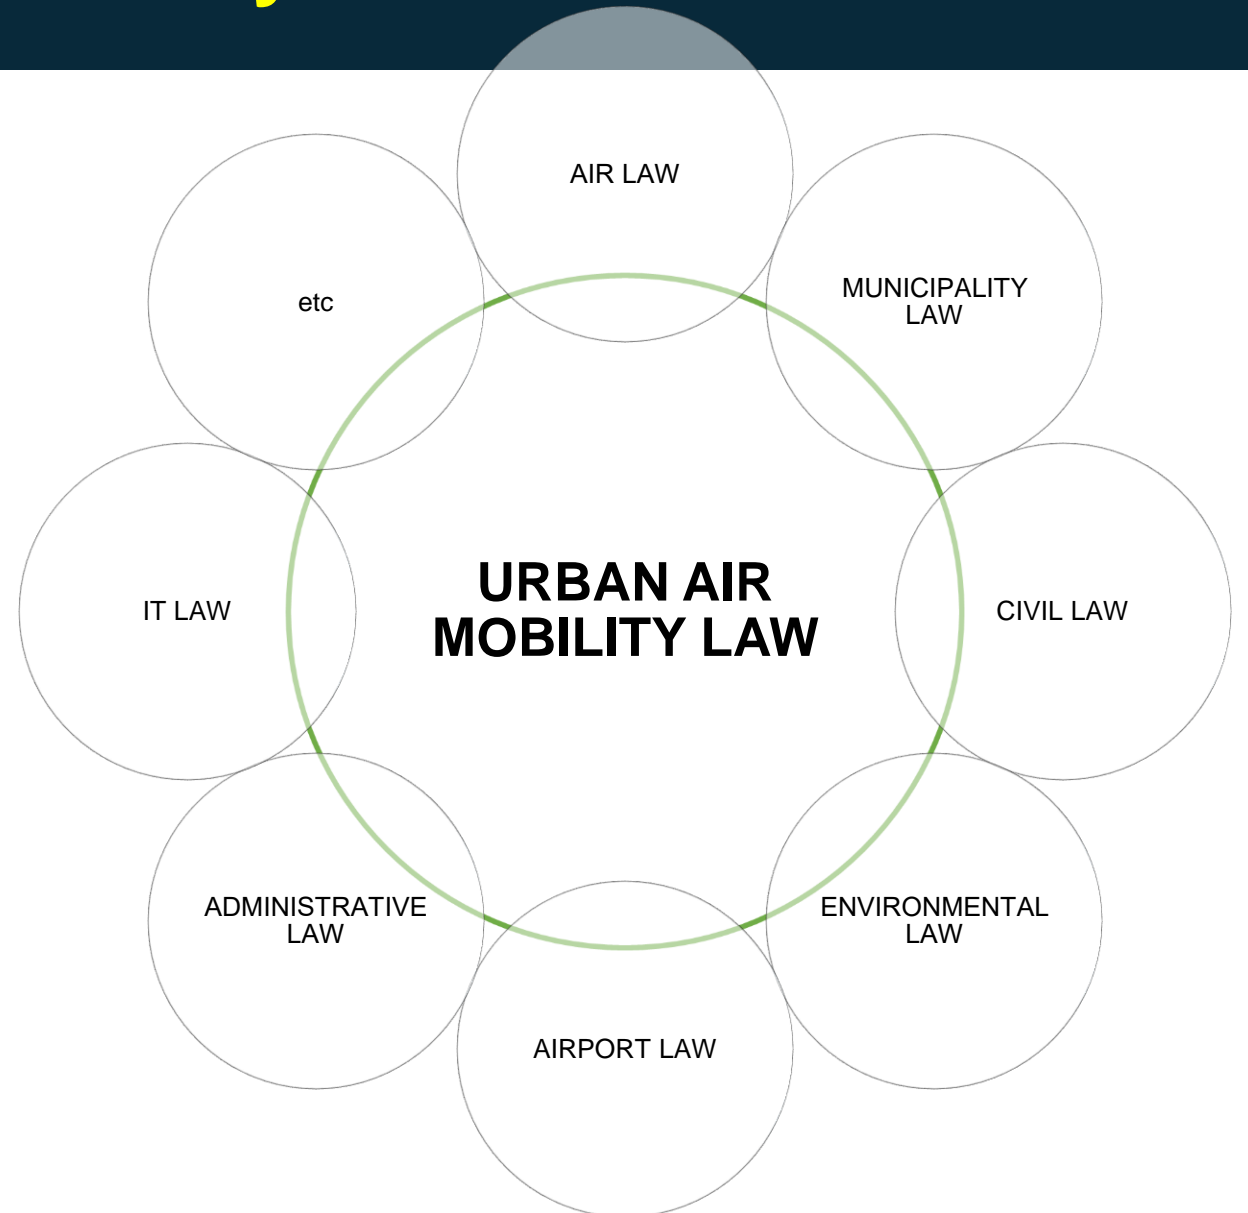 AIR LAW
MUNICIPALITY
LAW
etc
URBAN AIR
MOBILITY LAW
IT LAW
CIVIL LAW
ADMINISTRATIVE
LAW
ENVIRONMENTAL
LAW
AIRPORT LAW